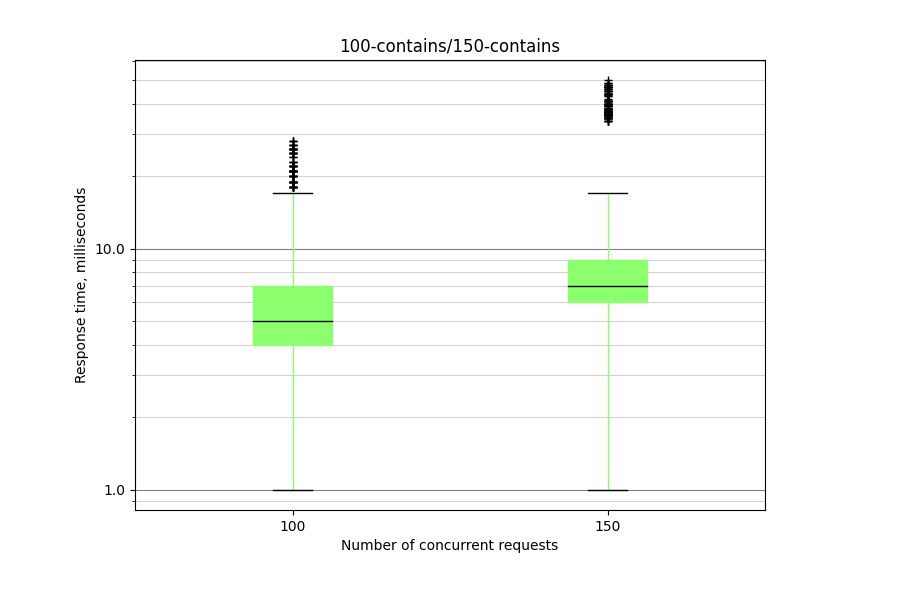 100-contains/150-contains
Response time, milliseconds
10.0
1.0
100
150
Number of concurrent requests